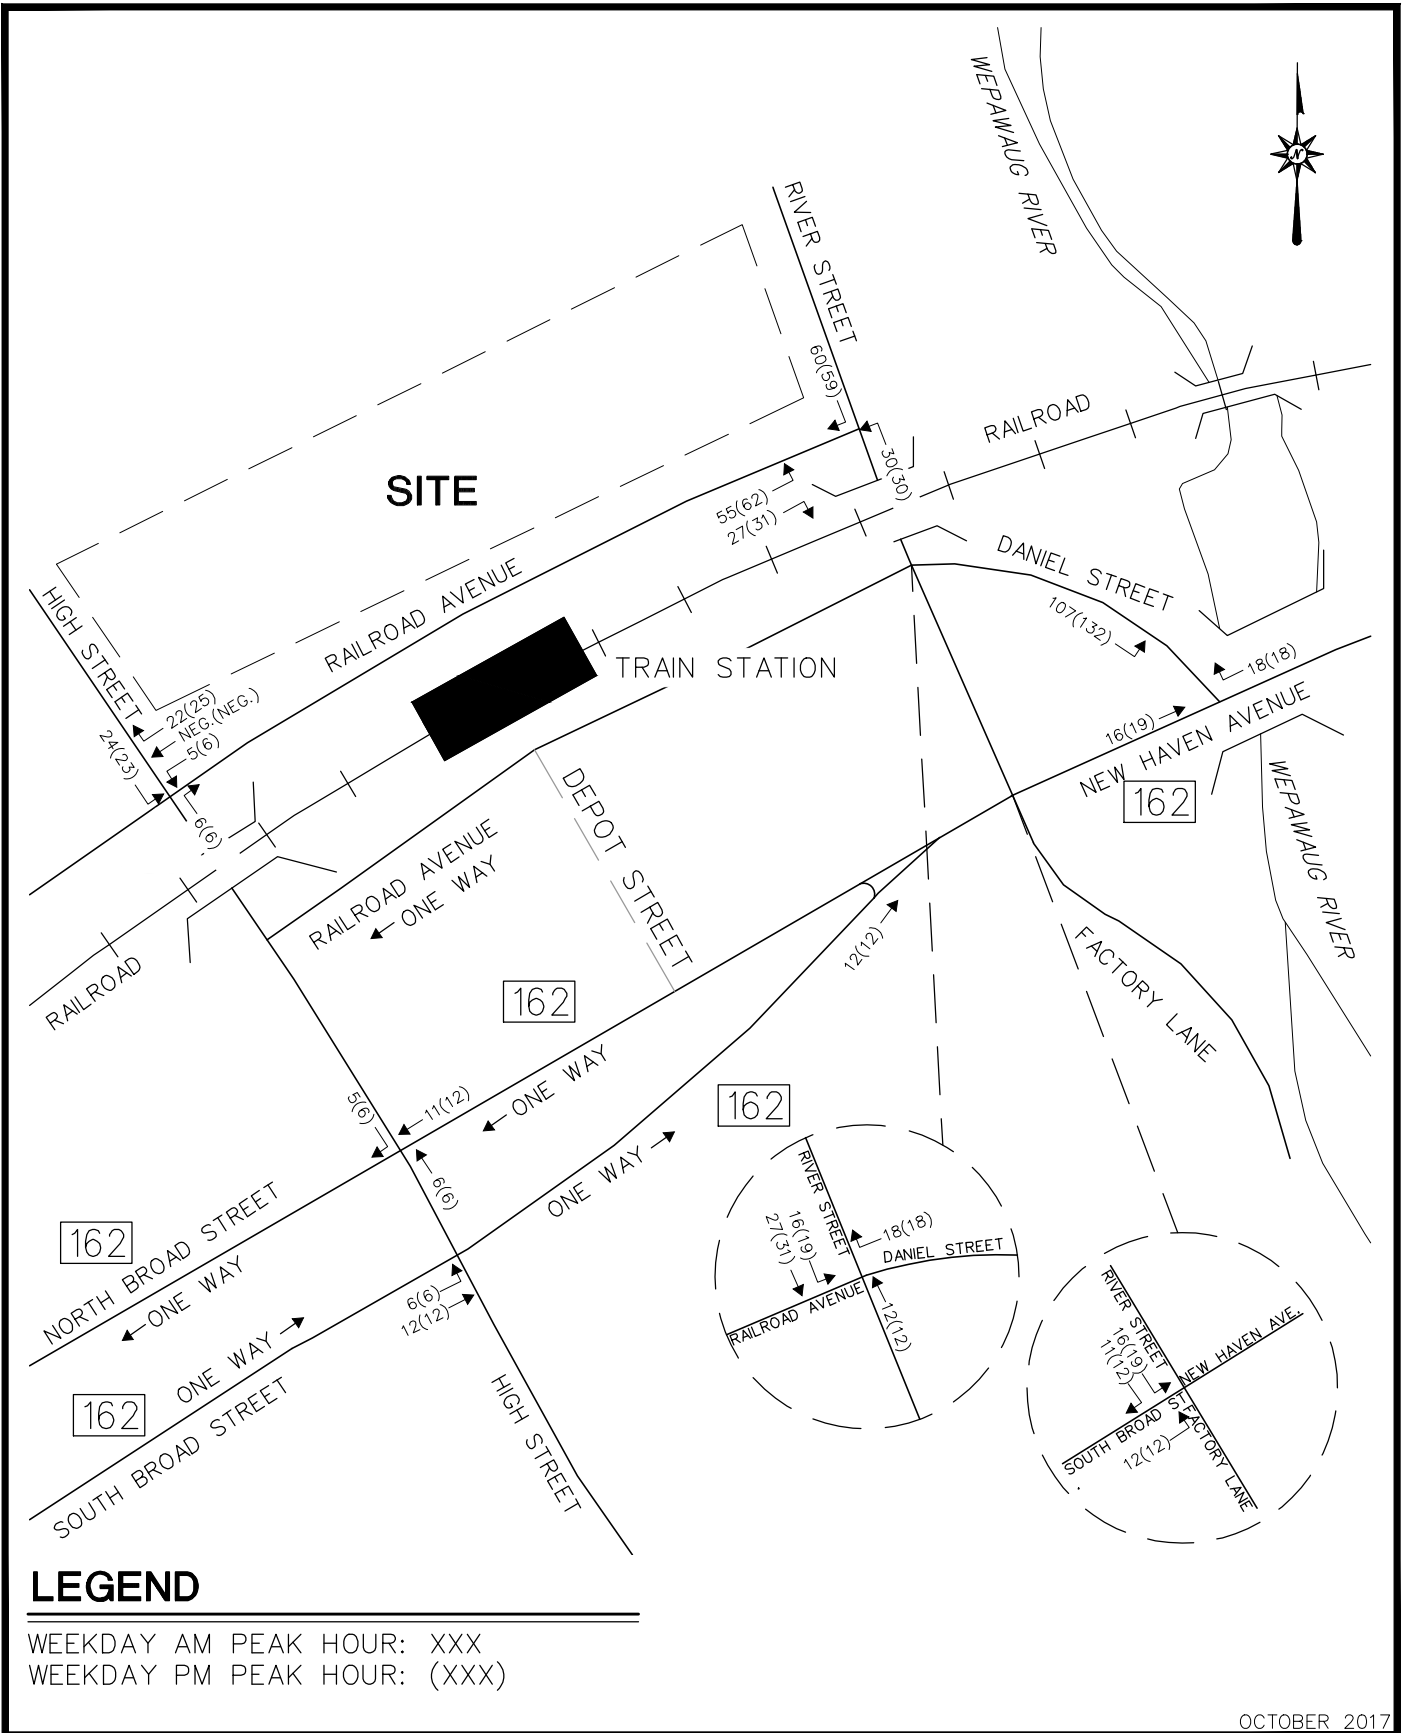 WEPAWAUG RIVER
N
RIVER STREET
60(59)
RAILROAD
SITE
30(30)
55(62)
27(31)
DANIEL STREET
HIGH STREET
RAILROAD AVENUE
107(132)
18(18)
TRAIN STATION
22(25)
NEG.(NEG.)
5(6)
24(23)
16(19)
NEW HAVEN AVENUE
162
6(6)
DEPOT STREET
WEPAWAUG RIVER
RAILROAD AVENUE
ONE WAY
12(12)
FACTORY LANE
RAILROAD
162
ONE WAY
5(6)
11(12)
162
6(6)
ONE WAY
162
NORTH BROAD STREET
ONE WAY
RIVER STREET
16(19)
27(31)
18(18)
DANIEL STREET
RAILROAD AVENUE
12(12)
6(6)
12(12)
RIVER STREET
16(19)
11(12)
NEW HAVEN AVE.
SOUTH BROAD ST.
FACTORY LANE
12(12)
ONE WAY
162
SOUTH BROAD STREET
HIGH STREET
LEGEND
WEEKDAY AM PEAK HOUR: XXX
WEEKDAY PM PEAK HOUR: (XXX)
OCTOBER 2017